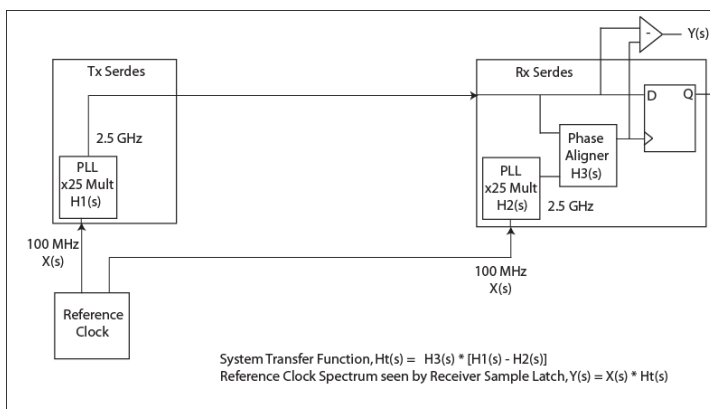 Tx Serdes
2.5 GHz
PLL
x25 Mult
H1(s)
100 MHz
X(s)
Reference
Clock
Y(s)
-
Rx Serdes
D
Q
Phase
Aligner
H3(s)
PLL
x25 Mult
H2(s)
2.5 GHz
100 MHz
X(s)
System Transfer Function, Ht(s) = H3(s) * [H1(s) - H2(s)]
Reference Clock Spectrum seen by Receiver Sample Latch, Y(s) = X(s) * Ht(s)